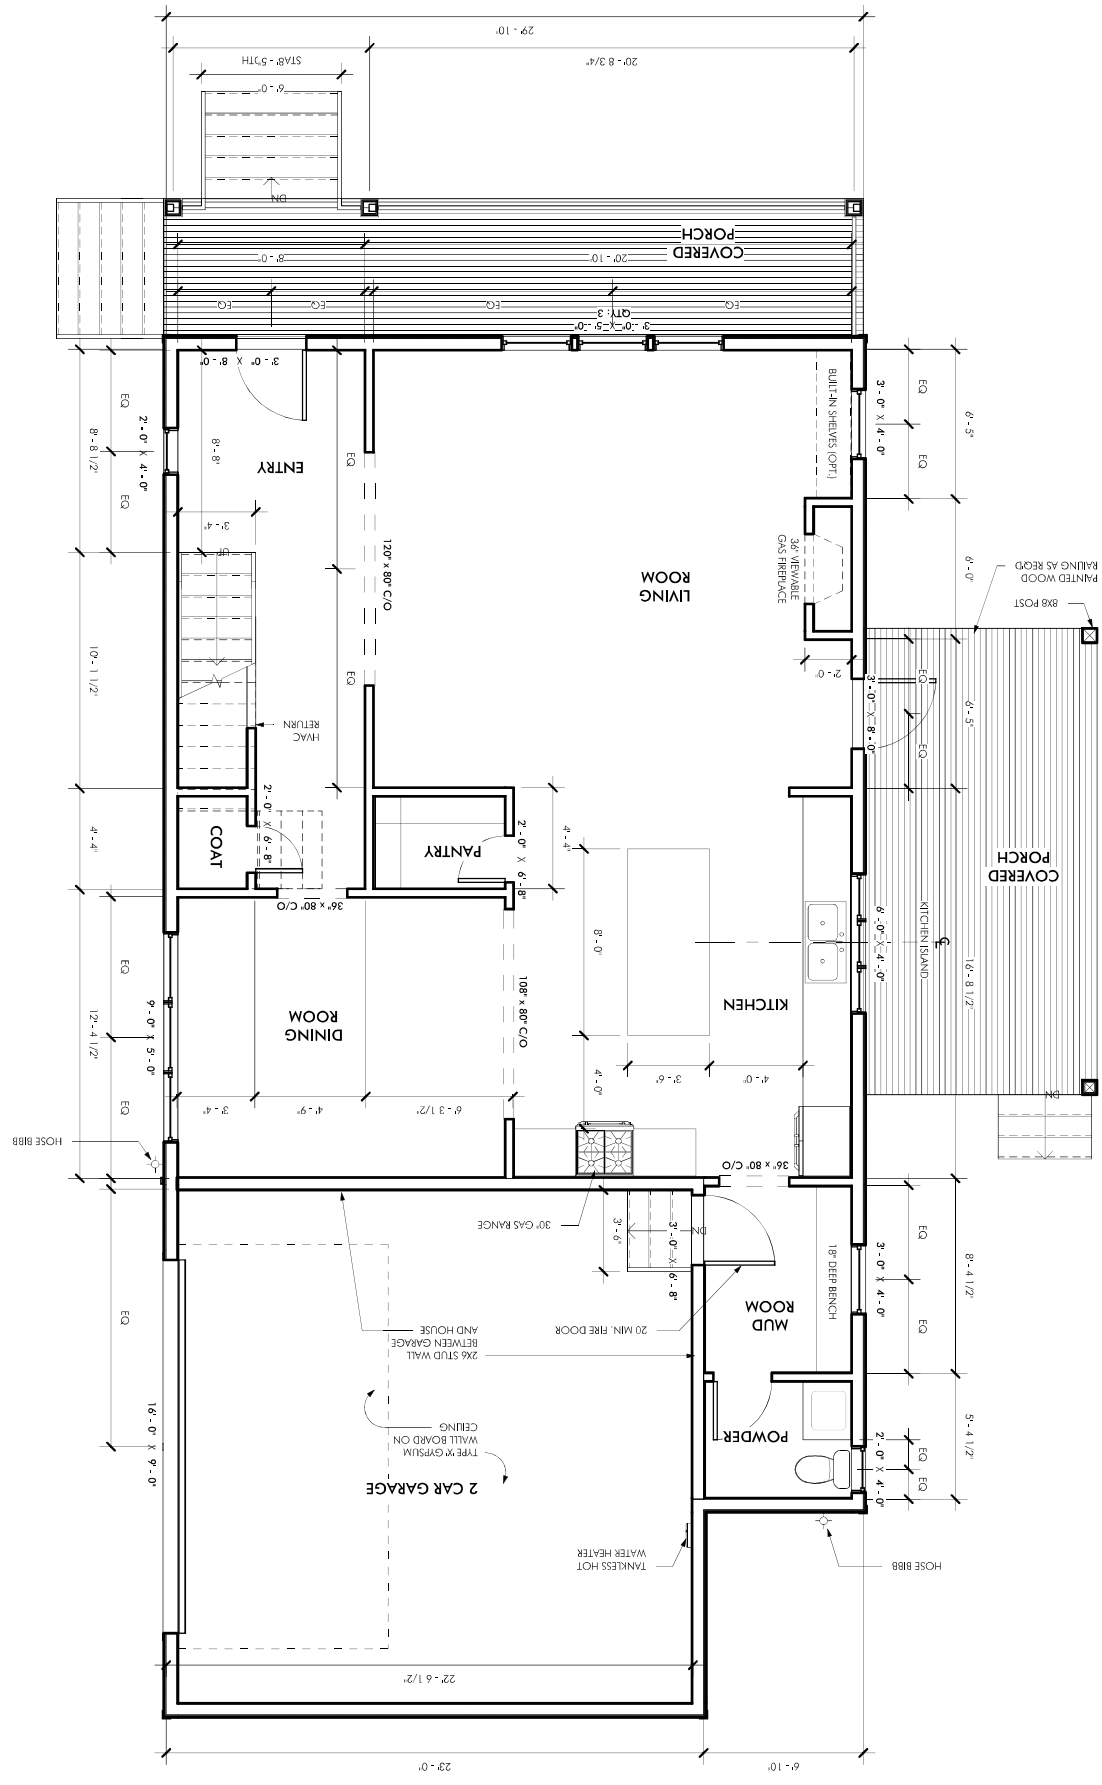 6' - 10"
23' - 0"
22' - 6 1/2"
HOSE BIBB
TANKLESS HOT
WATER HEATER
2 CAR GARAGE
TYPE 'X' GYPSUM
WALL BOARD ON
CEILING
16' - 0" X 9' - 0"
EQ
5' - 4 1/2"
EQ
EQ
2' - 0" X 4' - 0"
POWDER
MUD
ROOM
18" DEEP BENCH
8' - 4 1/2"
EQ
EQ
3' - 0" X 4' - 0"
20 MIN. FIRE DOOR
2X6 STUD WALL
BETWEEN GARAGE
AND HOUSE
3' - 0" X 6' - 8"
DN
3' - 6"
30" GAS RANGE
36" x 80" C/O
HOSE BIBB
DN
6' - 3 1/2"
4' - 9"
3' - 4"
4' - 0"
4' - 0"
3' - 6"
KITCHEN
8' - 0"
108" x 80" C/O
DINING
ROOM
EQ
EQ
9' - 0" X 5' - 0"
12' - 4 1/2"
16' - 8 1/2"
℄
KITCHEN ISLAND
6' - 0" X 4' - 0"
COVERED
PORCH
36" x 80" C/O
PANTRY
2' - 0" X 6' - 8"
4' - 4"
COAT
2' - 0" X 6' - 8"
4' - 4"
HVAC
RETURN
EQ
EQ
3' - 0" X 8' - 0"
6' - 5"
2' - 0"
10' - 1 1/2"
EQ
8X8 POST
PAINTED WOOD
RAILING AS REQ'D
6' - 0"
LIVING
ROOM
36" VIEWABLE
GAS FIREPLACE
120" x 80" C/O
UP
3' - 4"
ENTRY
EQ
8' - 8"
BUILT-IN SHELVES (OPT.)
3' - 0" X 4' - 0"
EQ
EQ
6' - 5"
2' - 0" X 4' - 0"
EQ
EQ
8' - 8 1/2"
3' - 0" X 8' - 0"
3' - 0" X 5' - 0"
QTY: 3
EQ
EQ
EQ
EQ
20' - 10"
8' - 0"
COVERED
PORCH
DN
6' - 0"
20' - 8 3/4"
29' - 10"